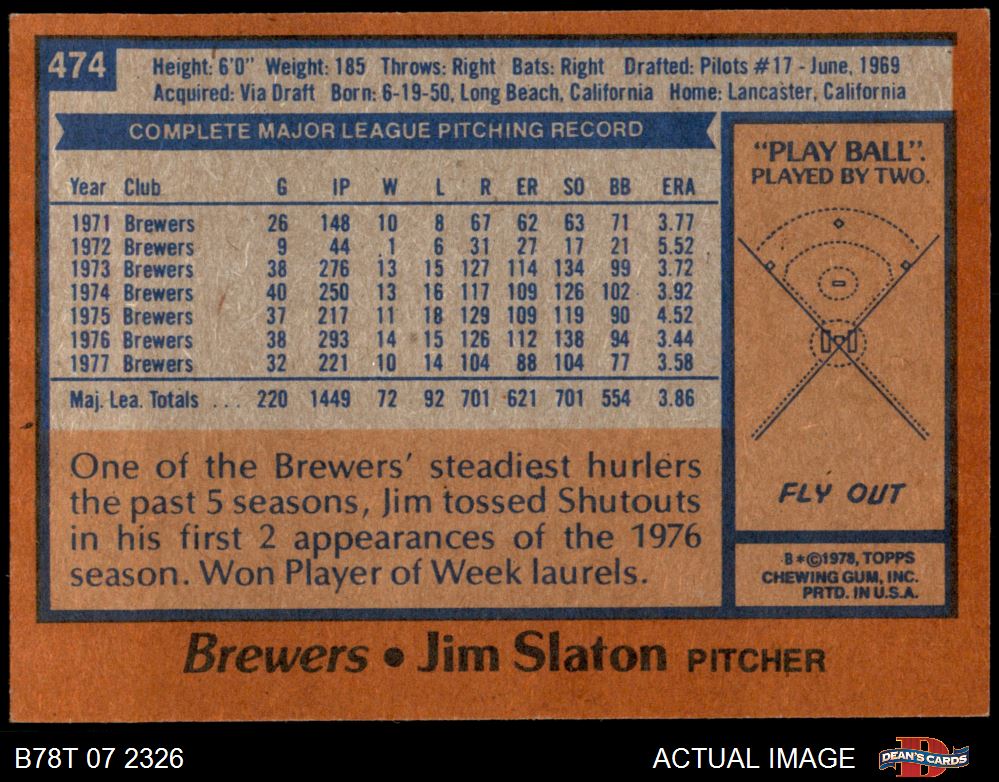 474
Height: 6'0" Weight: 185 Throws: Right Bats: Right Drafted: Pilots #17 - June, 1969
Acquired: Via Draft Born: 6-19-50, Long Beach, California Home: Lancaster, California
COMPLETE MAJOR LEAGUE PITCHING RECORD
Year Club G IP W L R ER SO BB ERA
1971 Brewers 26 148 10 8 67 62 63 71 3.77
1972 Brewers 9 44 1 6 31 27 17 21 5.52
1973 Brewers 38 276 13 15 127 114 134 99 3.72
1974 Brewers 40 250 13 16 117 109 126 102 3.92
1975 Brewers 37 217 11 18 129 109 119 90 4.52
1976 Brewers 38 293 14 15 126 112 138 94 3.44
1977 Brewers 32 221 10 14 104 88 104 77 3.58
Maj. Lea. Totals ... 220 1449 72 92 701 621 701 554 3.86
One of the Brewers' steadiest hurlers
the past 5 seasons, Jim tossed Shutouts
in his first 2 appearances of the 1976
season. Won Player of Week laurels.
"PLAY BALL".
PLAYED BY TWO.
FLY OUT
B*©1978, TOPPS
CHEWING GUM, INC.
PRTD. IN U.S.A.
Brewers • Jim Slaton PITCHER
B78T 07 2326
ACTUAL IMAGE
DEAN'S CARDS